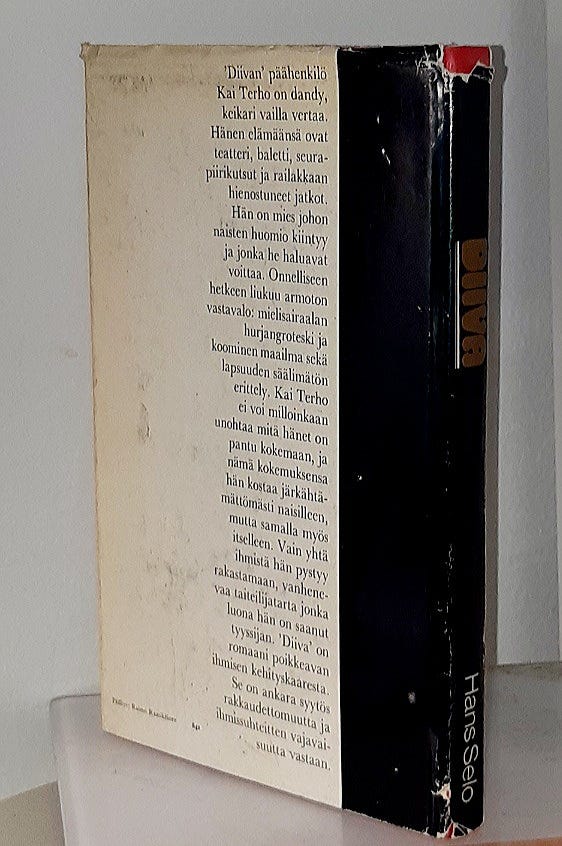 'Diivan' päähenkilö
Kai Terho on dandy,
keikari vailla vertaa.
Hänen elämäänsä ovat
teatteri, baletti, seura-
piirikutsut ja railakkaan
hienostuneet jatkot.
Hän on mies johon
naisten huomio kiintyy
ja jonka he haluavat
voittaa. Onnelliseen
hetkeen liukuu armoton
vastavalo: mielisairaalan
hurjangroteski ja
koominen maailma sekä
lapsuuden säälimätön
erittely. Kai Terho
ei voi milloinkaan
unohtaa mitä hänet on
pantu kokemaan, ja
nämä kokemuksensa
hän kostaa järkähtä-
mättömästi naisilleen,
mutta samalla myös
itselleen. Vain yhtä
ihmistä hän pystyy
rakastamaan, vanhene-
vaa taiteilijatarta jonka
luona hän on saanut
tyyssijan. 'Diiva' on
romaani poikkeavan
ihmisen kehityskaaresta.
Se on ankara syytös
rakkaudettomuutta ja
ihmissuhteitten vajavai-
suutta vastaan.
Diiva
Hans Selo